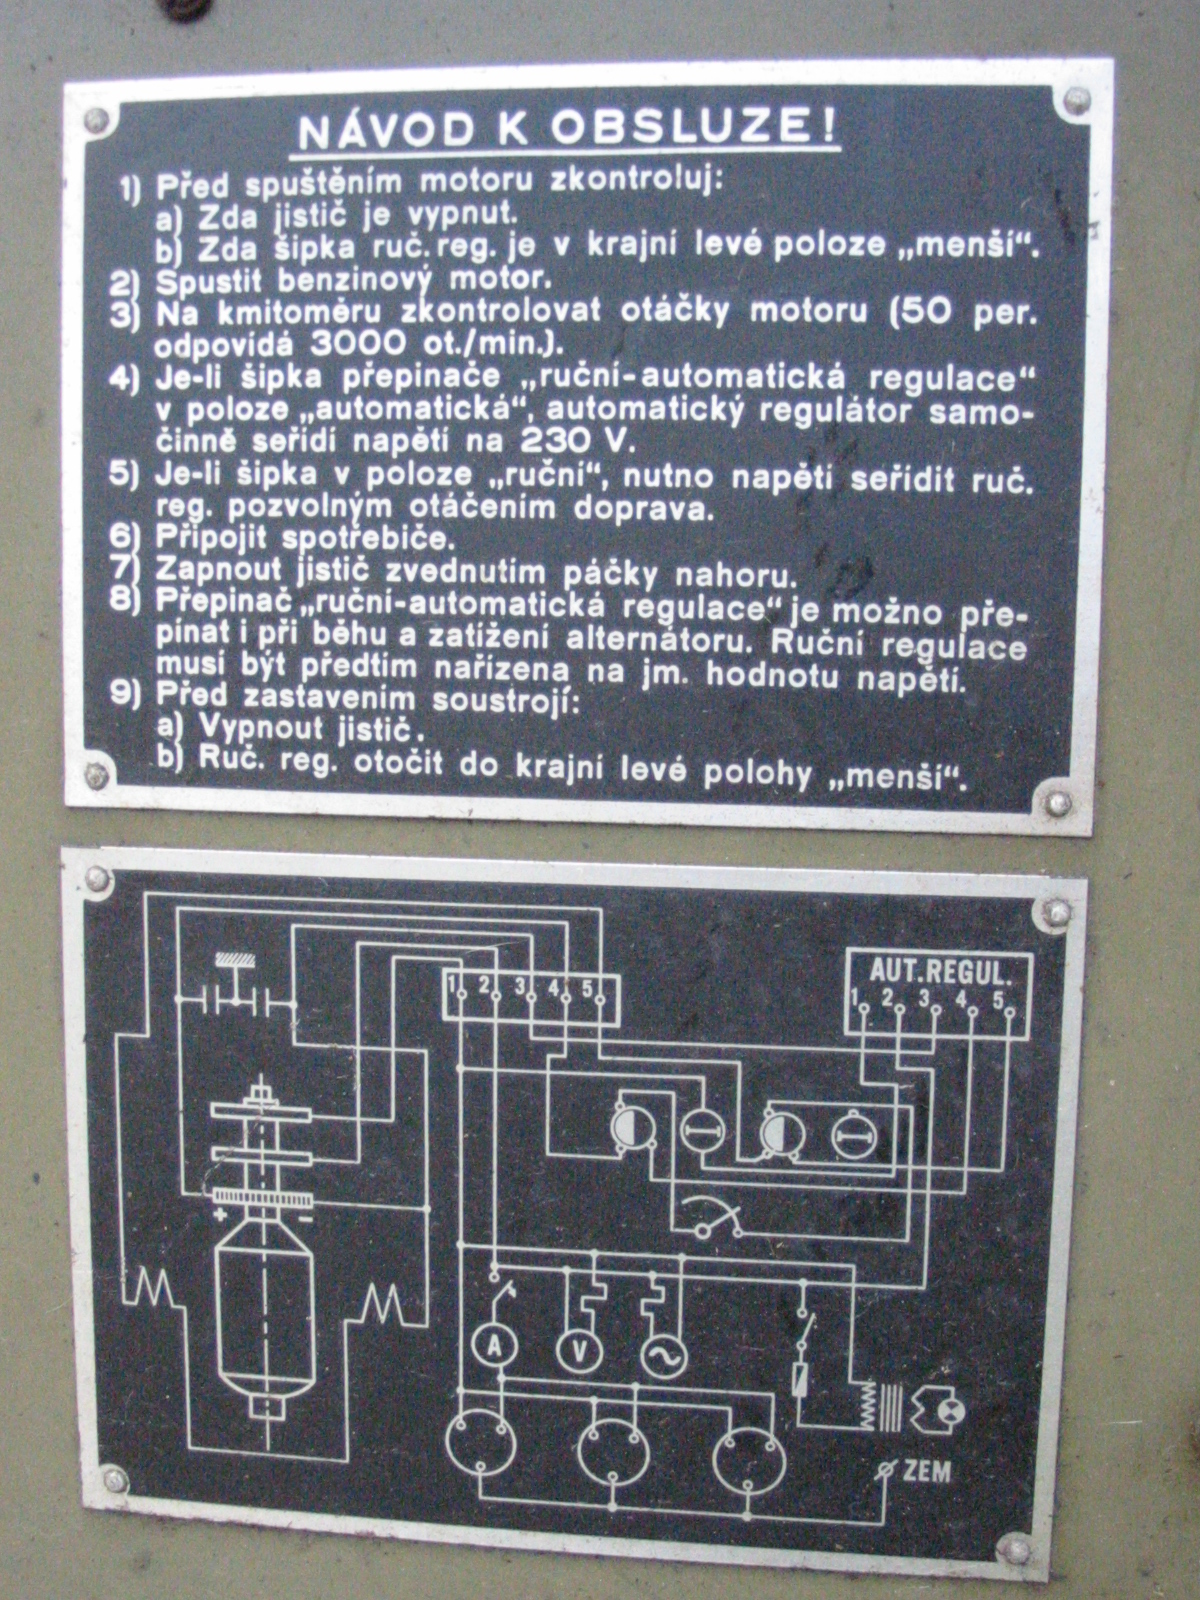 NÁVOD K OBSLUZE!
1) Před spuštěním motoru zkontroluj:
a) Zda jistič je vypnut.
b) Zda šipka ruč. reg. je v krajní levé poloze „menší“.
2) Spustit benzinový motor.
3) Na kmitoměru zkontrolovat otáčky motoru (50 per.
odpovídá 3000 ot./min.).
4) Je-li šipka přepinače „ruční-automatická regulace“
v poloze „automatická“, automatický regulátor samo-
činně seřídí napětí na 230 V.
5) Je-li šipka v poloze „ruční“, nutno napětí seřídit ruč.
reg. pozvolným otáčením doprava.
6) Připojit spotřebiče.
7) Zapnout jistič zvednutím páčky nahoru.
8) Přepinač „ruční-automatická regulace“ je možno pře-
pínat i při běhu a zatížení alternátoru. Ruční regulace
musí být předtím nařízena na jm. hodnotu napětí.
9) Před zastavením soustrojí:
a) Vypnout jistič.
b) Ruč. reg. otočit do krajní levé polohy „menší“.
1 2 3 4 5
AUT.REGUL.
1 2 3 4 5
+ −
A V ~
ZEM